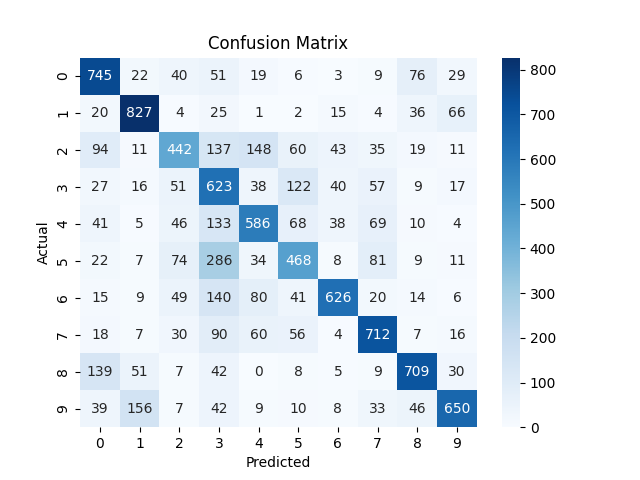 Confusion Matrix
0 745 22 40 51 19 6 3 9 76 29
1 20 827 4 25 1 2 15 4 36 66
2 94 11 442 137 148 60 43 35 19 11
3 27 16 51 623 38 122 40 57 9 17
4 41 5 46 133 586 68 38 69 10 4
5 22 7 74 286 34 468 8 81 9 11
6 15 9 49 140 80 41 626 20 14 6
7 18 7 30 90 60 56 4 712 7 16
8 139 51 7 42 0 8 5 9 709 30
9 39 156 7 42 9 10 8 33 46 650
0 1 2 3 4 5 6 7 8 9
Predicted
Actual
800
700
600
500
400
300
200
100
0